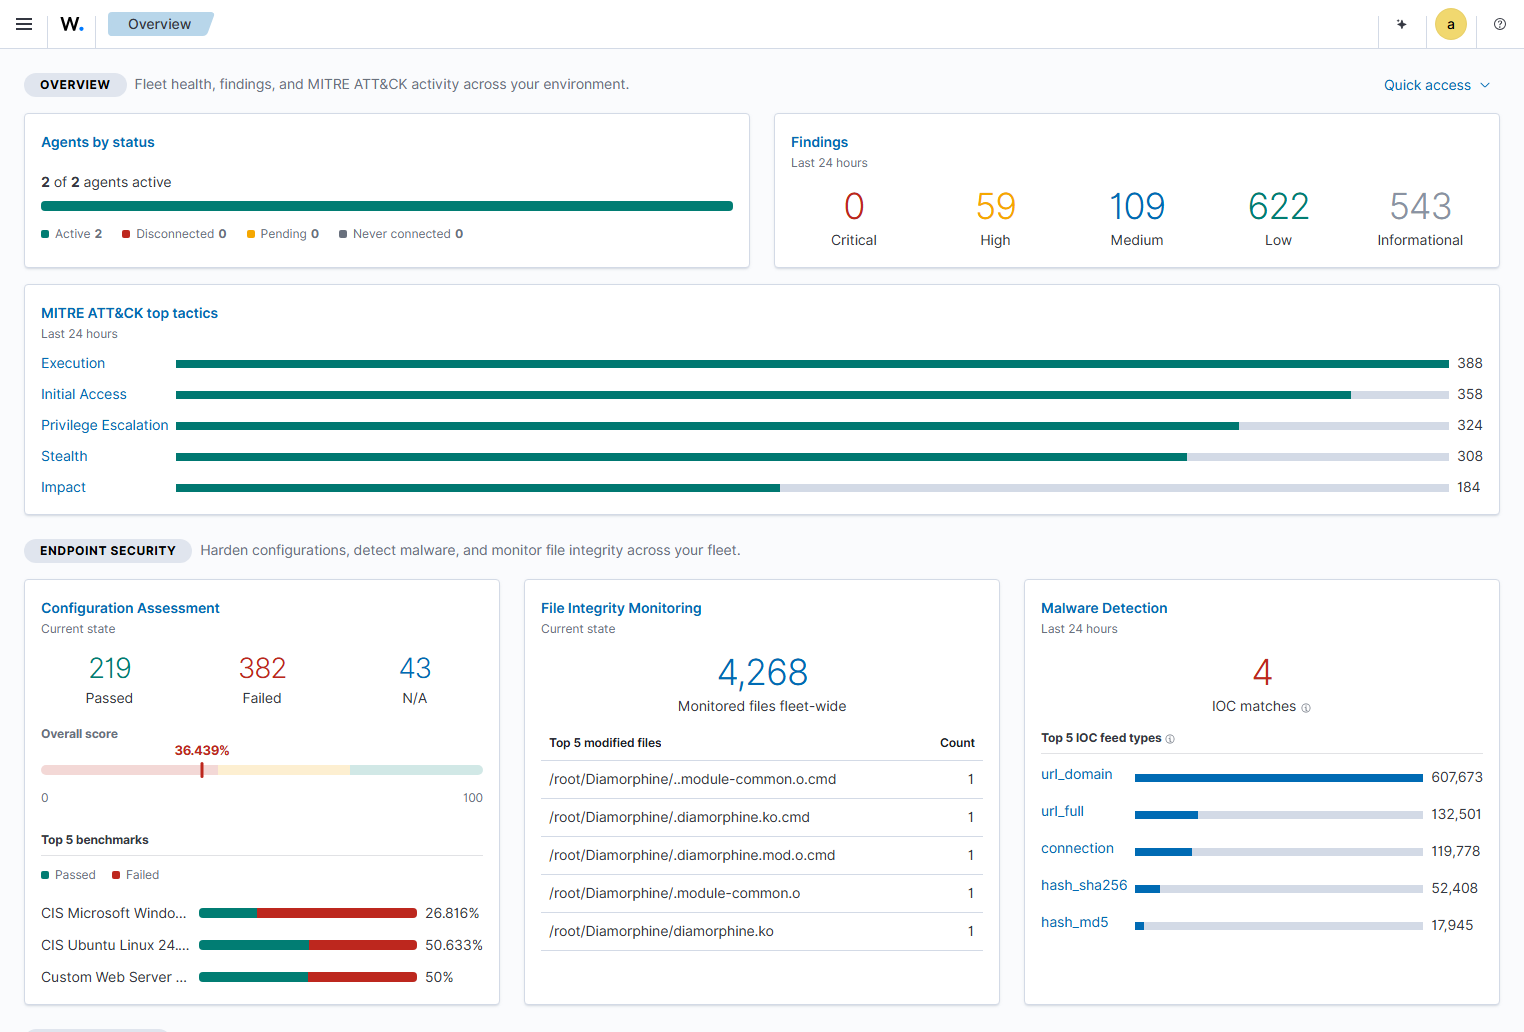 W.
Overview
a
OVERVIEW
Fleet health, findings, and MITRE ATT&CK activity across your environment.
Quick access
Agents by status
2 of 2 agents active
Active 2 Disconnected 0 Pending 0 Never connected 0
Findings
Last 24 hours
0 59 109 622 543
Critical High Medium Low Informational
MITRE ATT&CK top tactics
Last 24 hours
Execution 388
Initial Access 358
Privilege Escalation 324
Stealth 308
Impact 184
ENDPOINT SECURITY
Harden configurations, detect malware, and monitor file integrity across your fleet.
Configuration Assessment
Current state
219 382 43
Passed Failed N/A
Overall score
36.439%
0 100
Top 5 benchmarks
Passed Failed
CIS Microsoft Windo... 26.816%
CIS Ubuntu Linux 24.... 50.633%
Custom Web Server ... 50%
File Integrity Monitoring
Current state
4,268
Monitored files fleet-wide
Top 5 modified files Count
/root/Diamorphine/..module-common.o.cmd 1
/root/Diamorphine/.diamorphine.ko.cmd 1
/root/Diamorphine/.diamorphine.mod.o.cmd 1
/root/Diamorphine/.module-common.o 1
/root/Diamorphine/diamorphine.ko 1
Malware Detection
Last 24 hours
4
IOC matches
Top 5 IOC feed types
url_domain 607,673
url_full 132,501
connection 119,778
hash_sha256 52,408
hash_md5 17,945